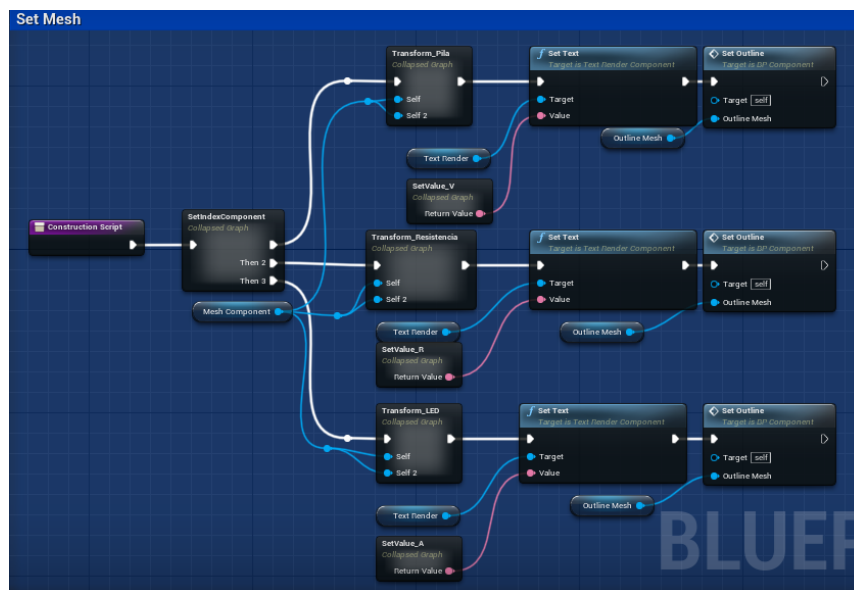 Set Mesh
Transform_Pila
Collapsed Graph
Self
Self 2
Set Text
Target is Text Render Component
Target
Value
Set Outline
Target is DP Component
Target self
Outline Mesh
Outline Mesh
Text Render
SetValue_V
Collapsed Graph
Return Value
Construction Script
SetIndexComponent
Collapsed Graph
Then 2
Then 3
Mesh Component
Transform_Resistencia
Collapsed Graph
Self
Self 2
Set Text
Target is Text Render Component
Target
Value
Set Outline
Target is DP Component
Target self
Outline Mesh
Text Render
Outline Mesh
SetValue_R
Collapsed Graph
Return Value
Transform_LED
Collapsed Graph
Self
Self 2
Set Text
Target is Text Render Component
Target
Value
Set Outline
Target is DP Component
Target self
Outline Mesh
Outline Mesh
Text Render
SetValue_A
Collapsed Graph
Return Value
BLUEP